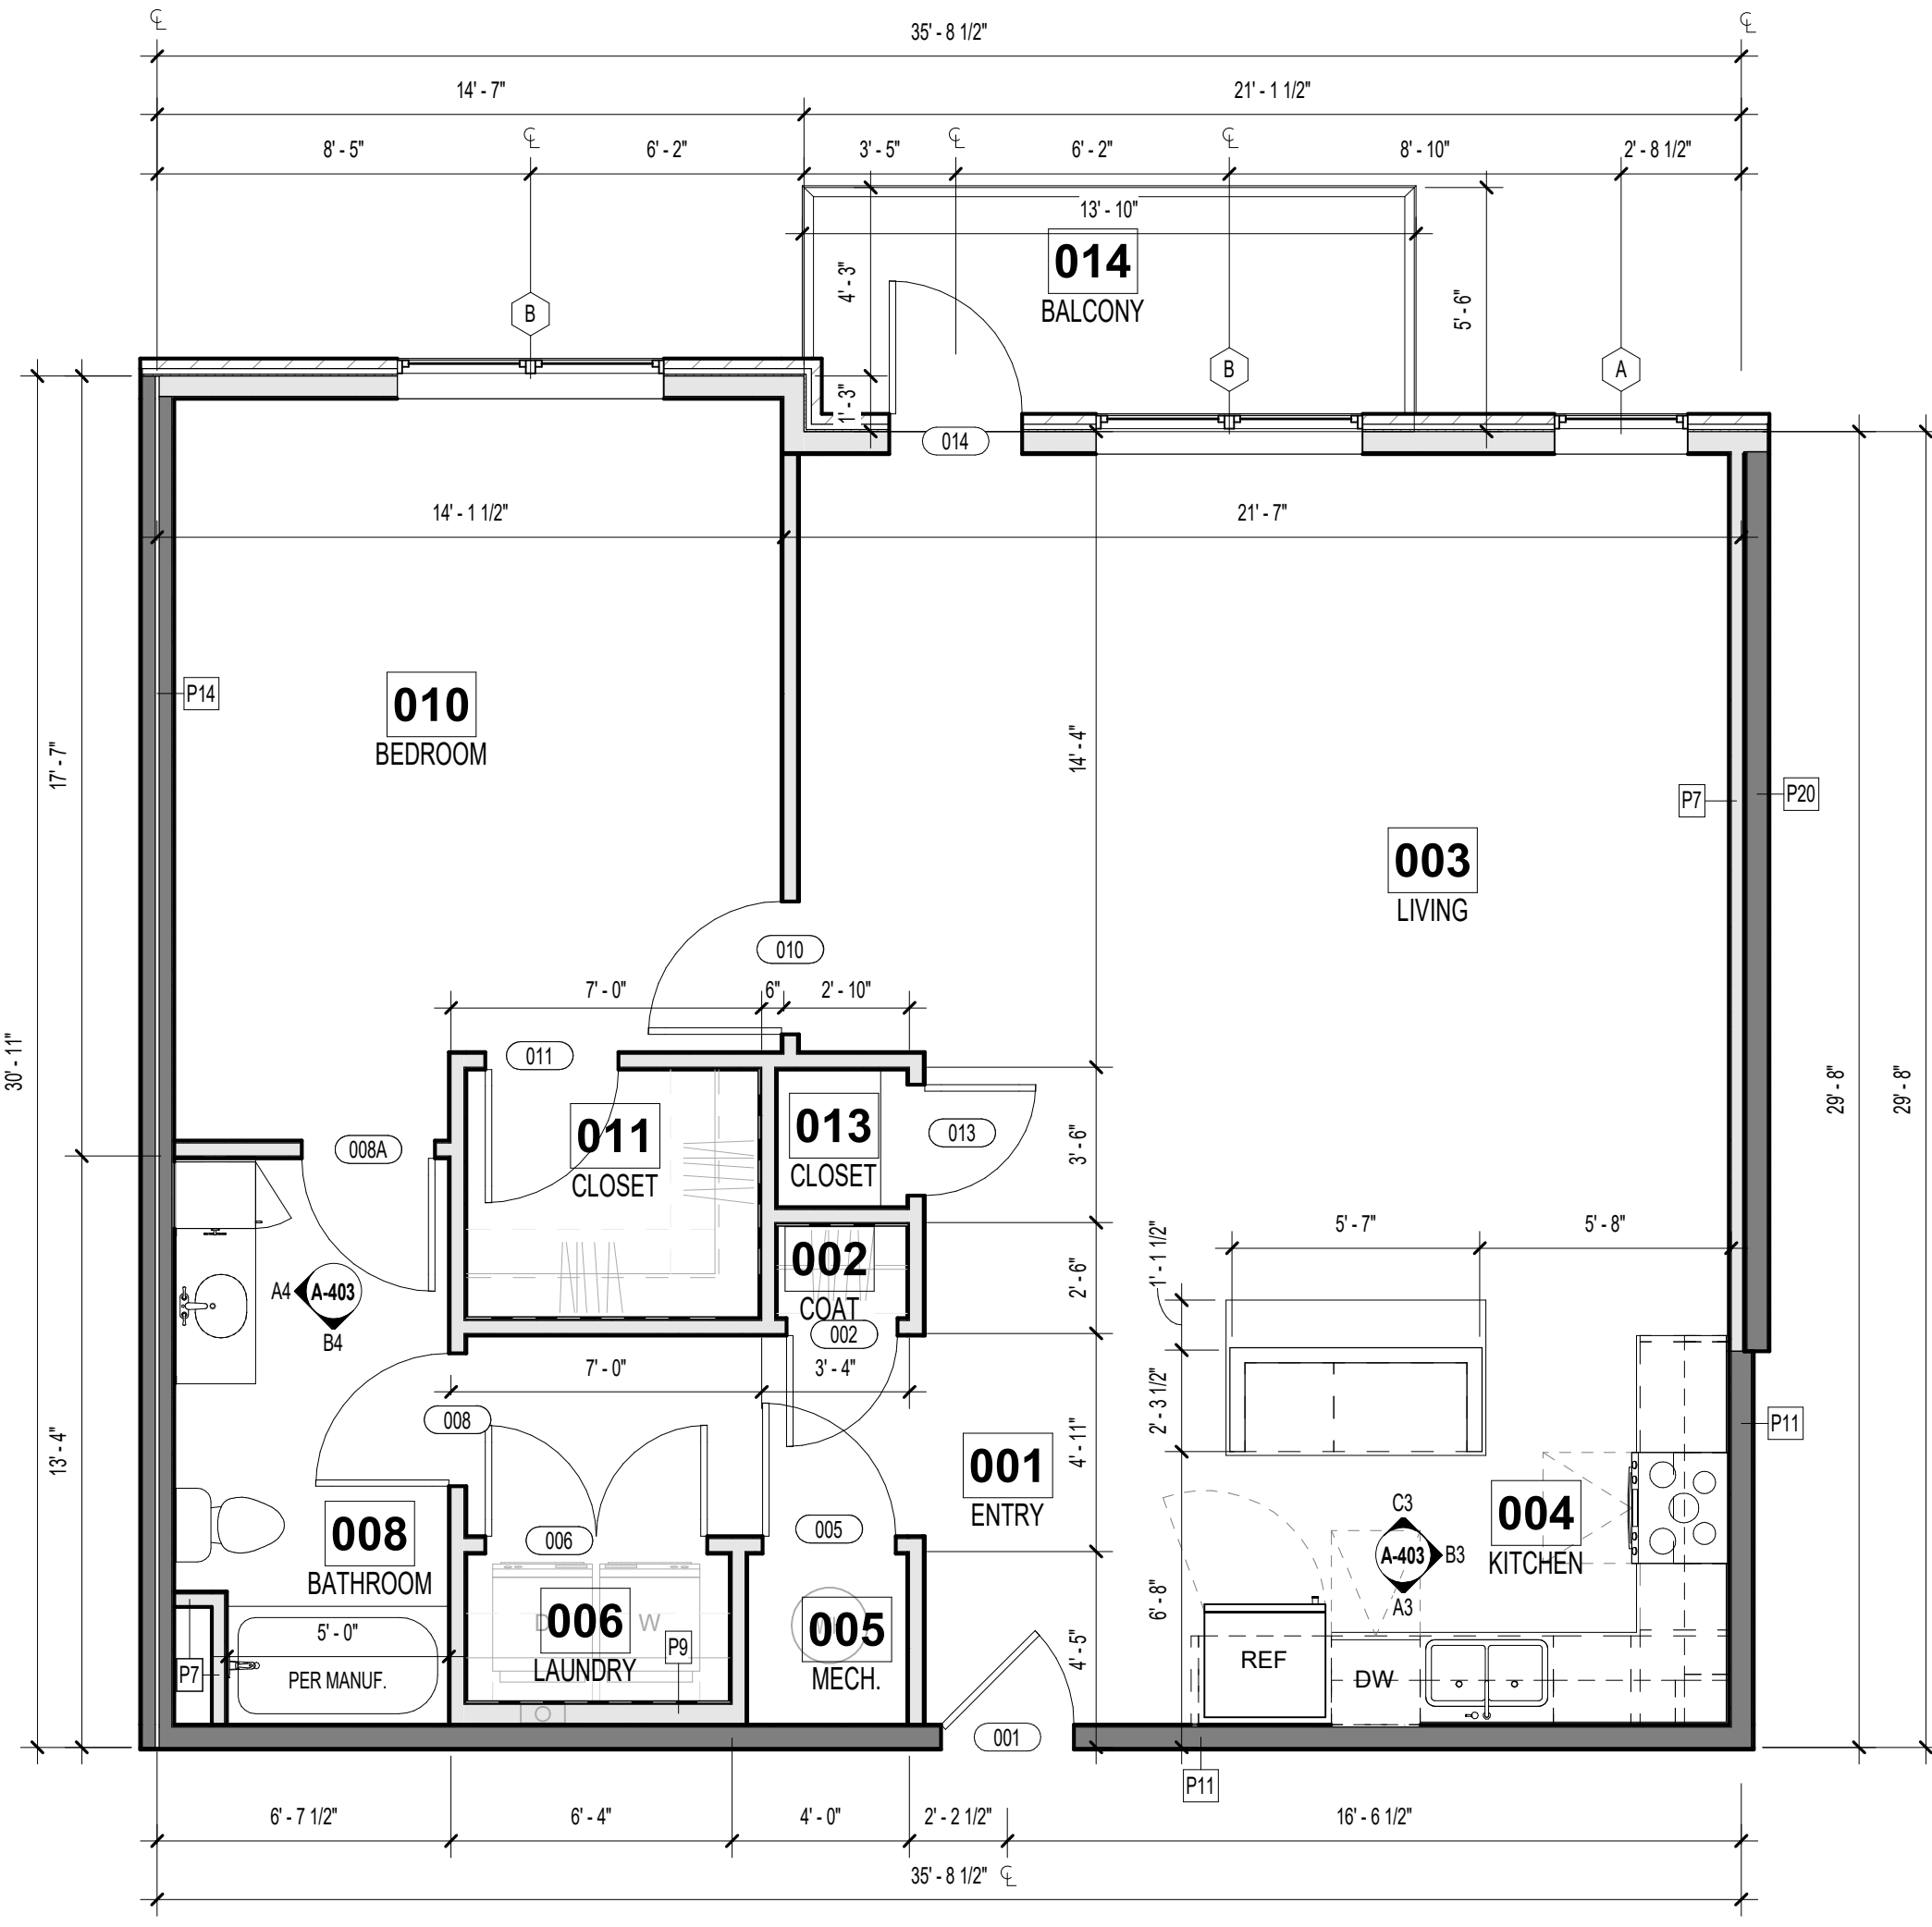 35' - 8 1/2"
14' - 7"
21' - 1 1/2"
8' - 5"
6' - 2"
3' - 5"
6' - 2"
8' - 10"
2' - 8 1/2"
13' - 10"
014
BALCONY
4' - 3"
5' - 6"
B
B
A
1' - 3"
014
14' - 1 1/2"
21' - 7"
P14
010
BEDROOM
17' - 7"
14' - 4"
P7
P20
003
LIVING
010
7' - 0"
6"
2' - 10"
30' - 11"
29' - 8"
29' - 8"
011
011
CLOSET
013
CLOSET
013
3' - 6"
008A
002
COAT
002
2' - 6"
1' - 1 1/2"
5' - 7"
5' - 8"
A4
A-403
B4
7' - 0"
3' - 4"
2' - 3 1/2"
008
13' - 4"
4' - 11"
001
ENTRY
P11
008
BATHROOM
006
005
C3
A-403
B3
A3
004
KITCHEN
D
006
W
LAUNDRY
P9
005
MECH.
6' - 8"
4' - 5"
5' - 0"
PER MANUF.
P7
REF
DW
001
P11
6' - 7 1/2"
6' - 4"
4' - 0"
2' - 2 1/2"
16' - 6 1/2"
35' - 8 1/2"